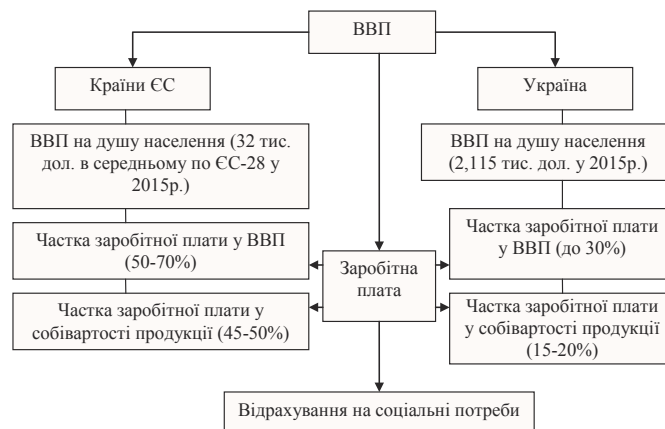 ВВП
Країни ЄС
Україна
ВВП на душу населення (32 тис.
дол. в середньому по ЄС-28 у
2015р.)
ВВП на душу населення
(2,115 тис. дол. у 2015р.)
Частка заробітної плати у ВВП
(50-70%)
Заробітна
плата
Частка заробітної плати
у ВВП (до 30%)
Частка заробітної плати у
собівартості продукції (45-50%)
Частка заробітної плати
у собівартості продукції
(15-20%)
Відрахування на соціальні потреби